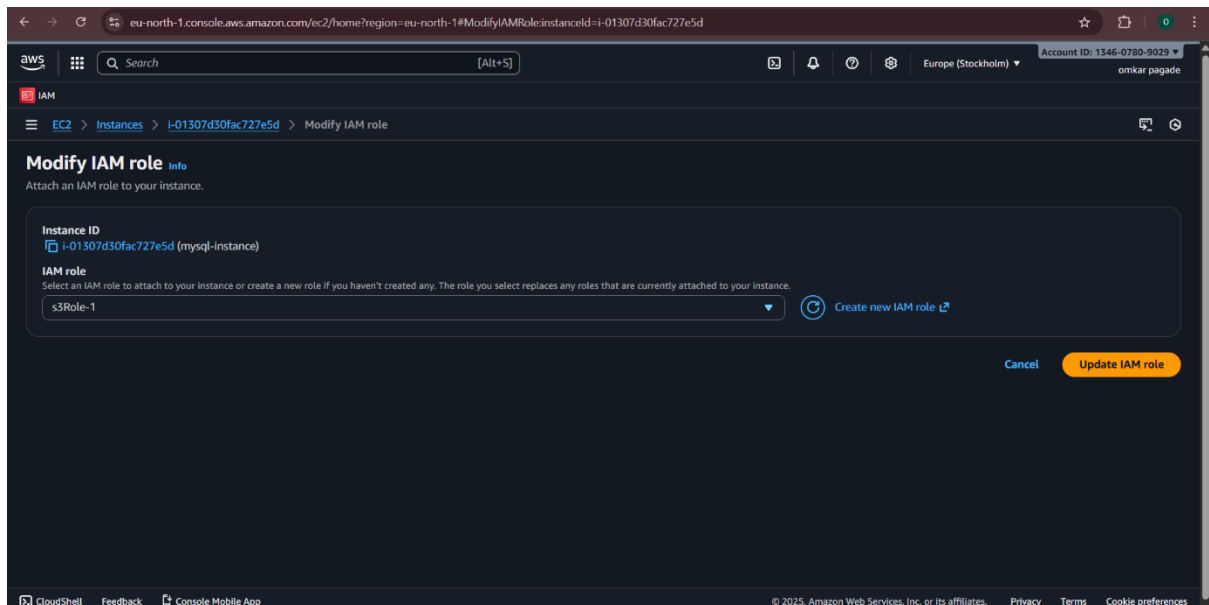 eu-north-1.console.aws.amazon.com/ec2/home?region=eu-north-1#ModifyIAMRole:instanceId=i-01307d30fac727e5d
aws Search [Alt+S] Europe (Stockholm) Account ID: 1346-0780-9029
omkar pagade
IAM
EC2 > Instances > i-01307d30fac727e5d > Modify IAM role
Modify IAM role Info
Attach an IAM role to your instance.
Instance ID
i-01307d30fac727e5d (mysql-instance)
IAM role
Select an IAM role to attach to your instance or create a new role if you haven't created any. The role you select replaces any roles that are currently attached to your instance.
s3Role-1 Create new IAM role
Cancel Update IAM role
CloudShell Feedback Console Mobile App © 2025, Amazon Web Services, Inc. or its affiliates. Privacy Terms Cookie preferences